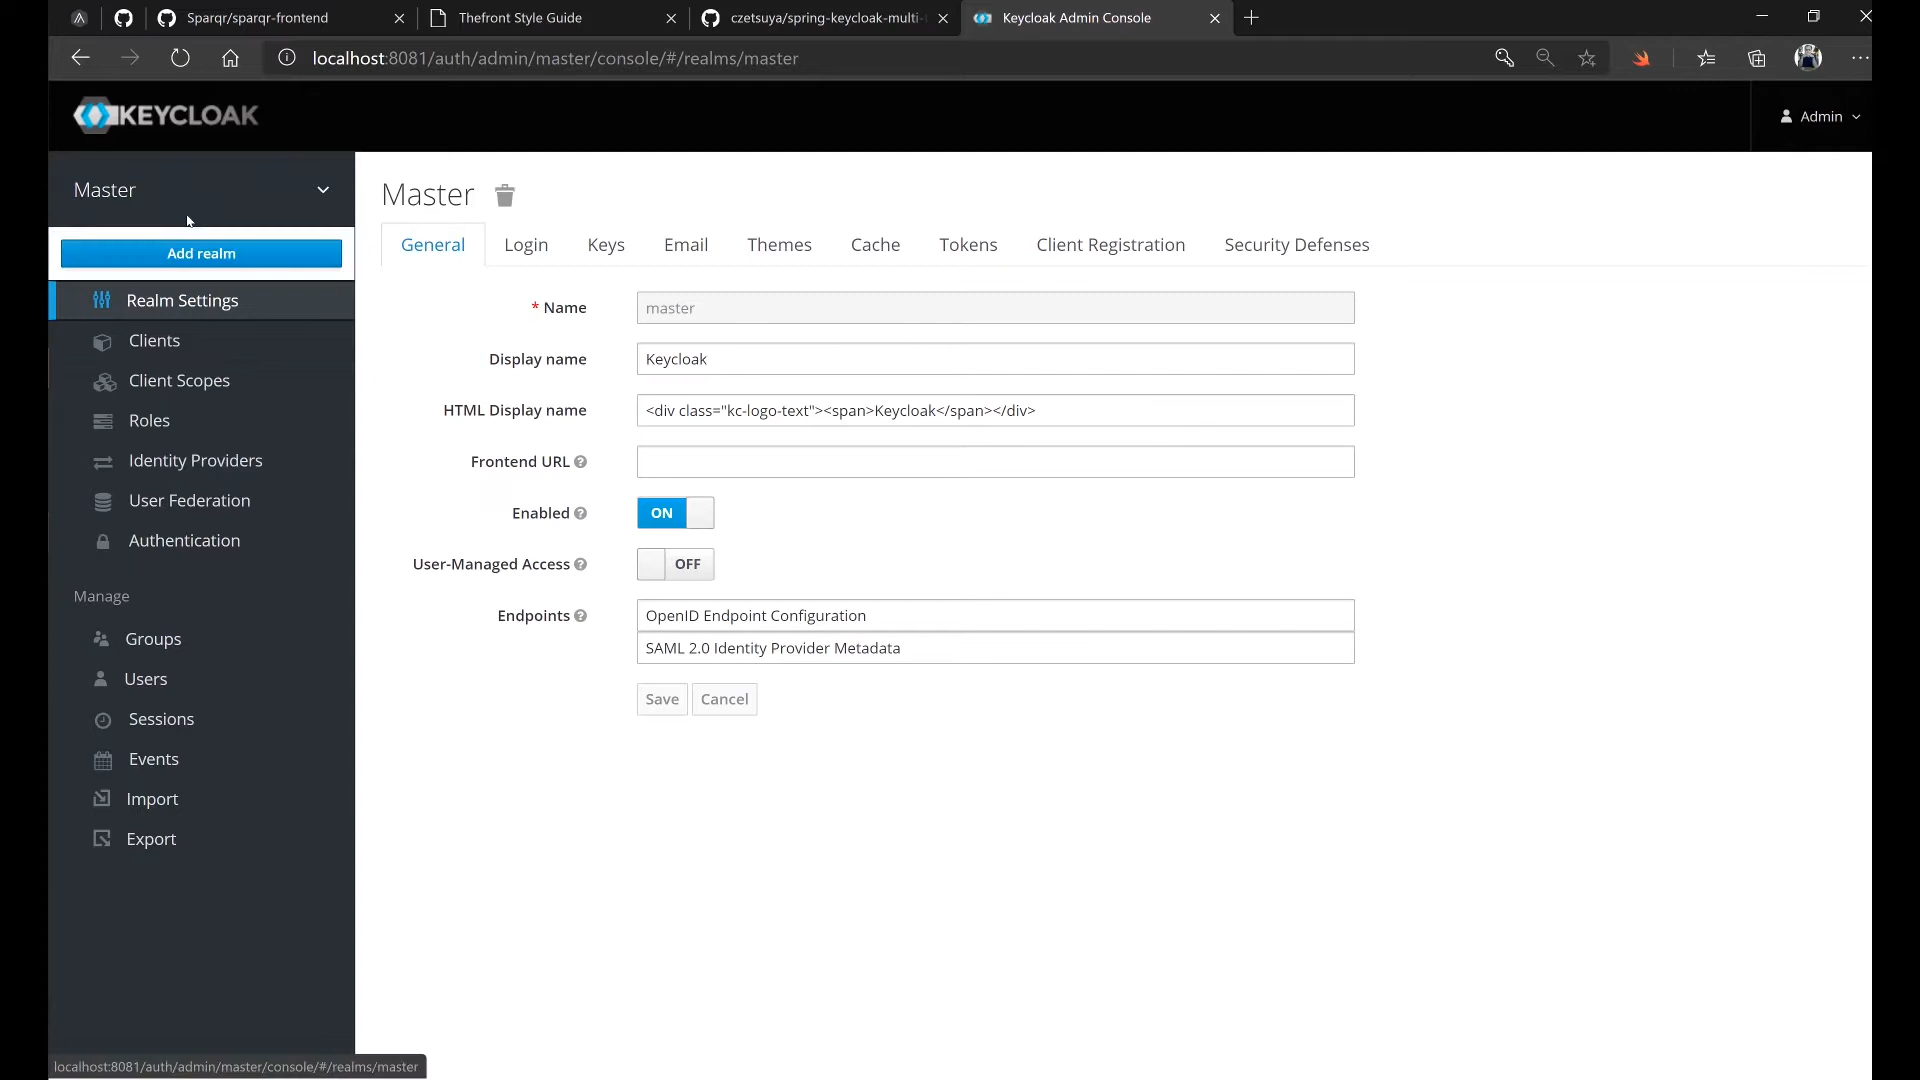 Sparqr/sparqr-frontend
Thefront Style Guide
czetsuya/spring-keycloak-multi-
Keycloak Admin Console
localhost:8081/auth/admin/master/console/#/realms/master
KEYCLOAK
Admin
Master
Add realm
Realm Settings
Clients
Client Scopes
Roles
Identity Providers
User Federation
Authentication
Manage
Groups
Users
Sessions
Events
Import
Export
Master
General Login Keys Email Themes Cache Tokens Client Registration Security Defenses
* Name master
Display name Keycloak
HTML Display name <div class="kc-logo-text"><span>Keycloak</span></div>
Frontend URL
Enabled ON
User-Managed Access OFF
Endpoints OpenID Endpoint Configuration
SAML 2.0 Identity Provider Metadata
Save Cancel
localhost:8081/auth/admin/master/console/#/realms/master